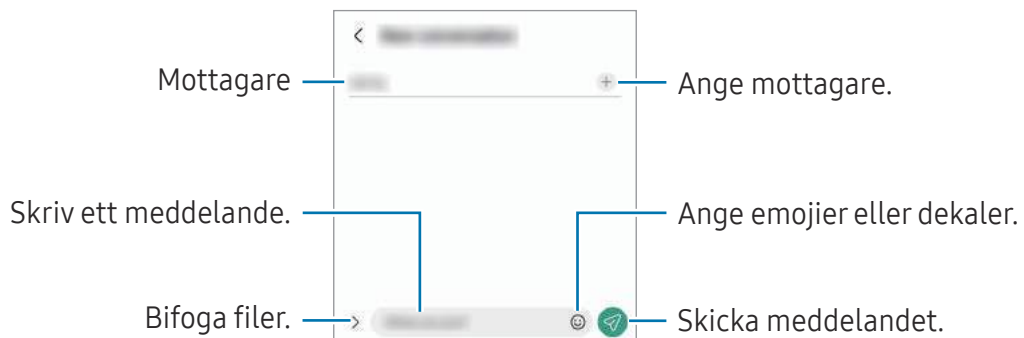 Mottagare
Ange mottagare.
Skriv ett meddelande.
Ange emojier eller dekaler.
Bifoga filer.
Skicka meddelandet.